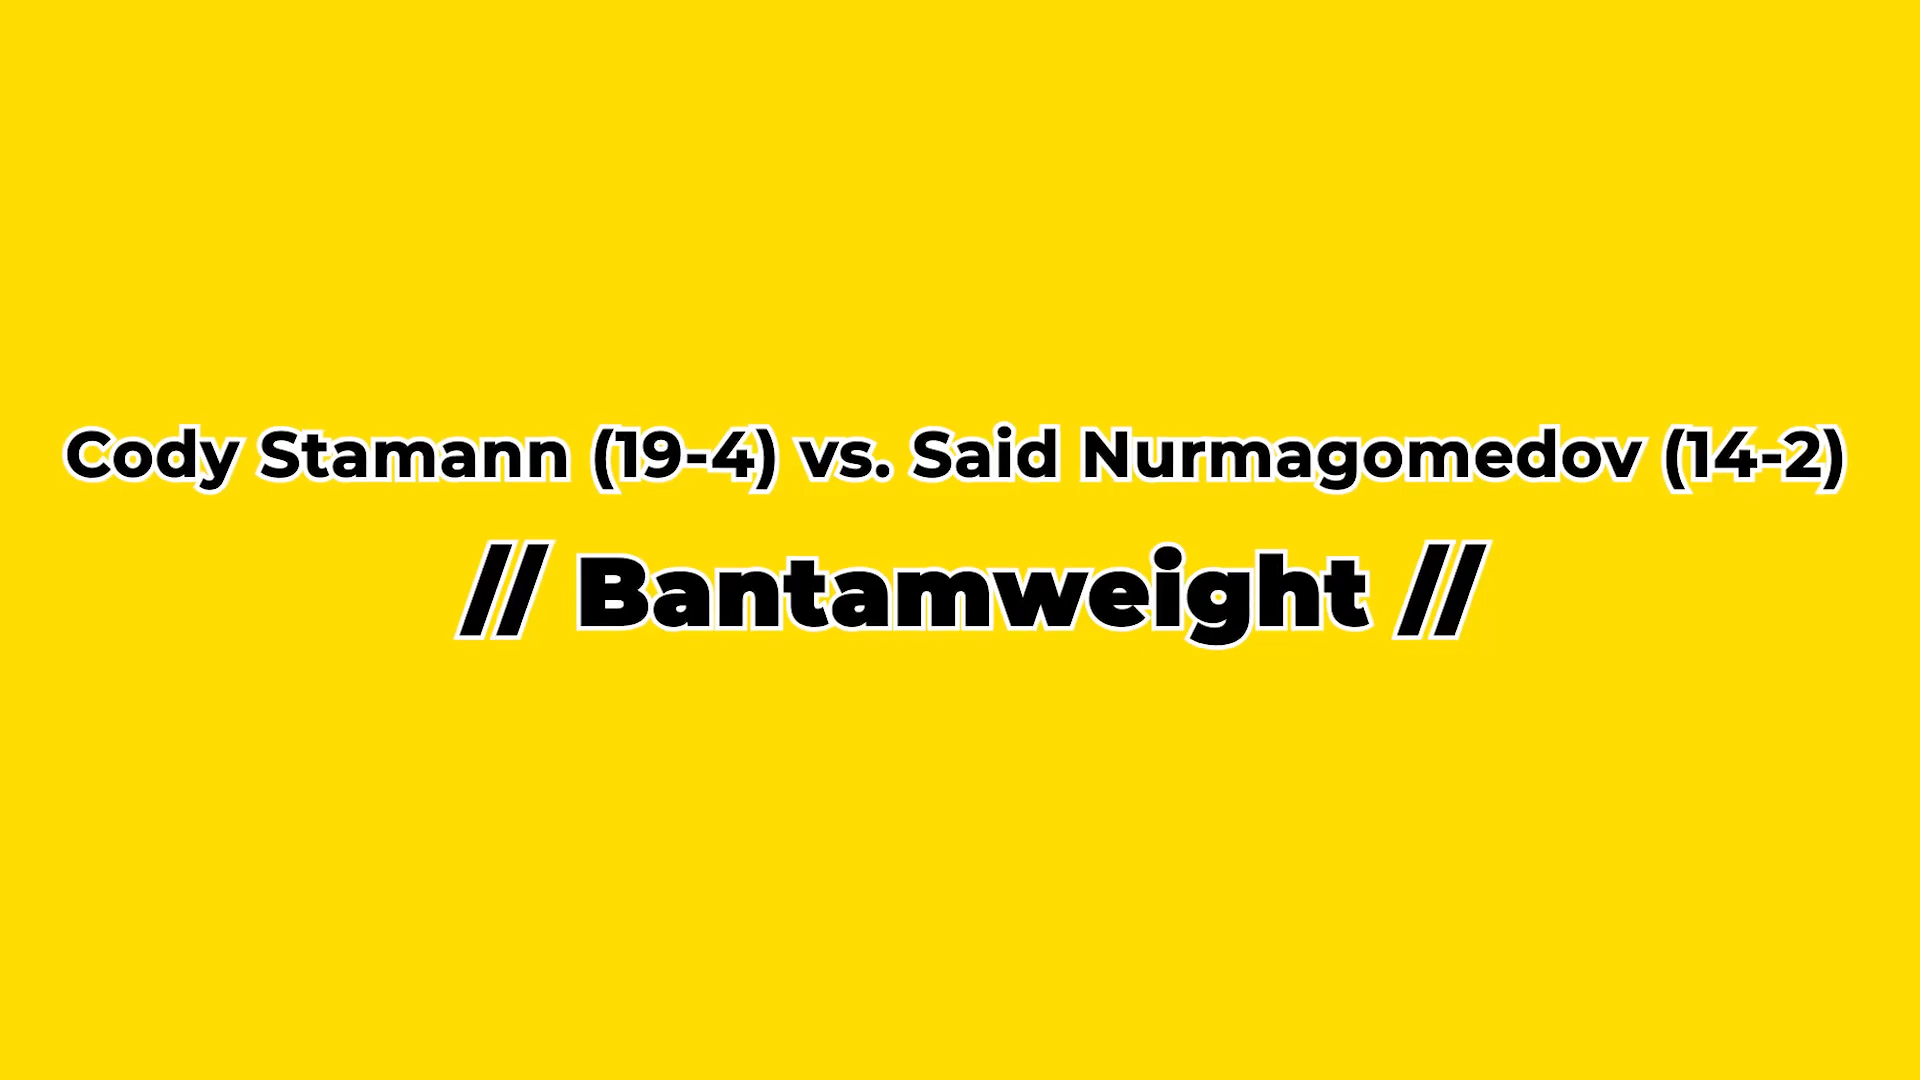 Cody Stamann (19-4) vs. Said Nurmagomedov (14-2)
// Bantamweight //